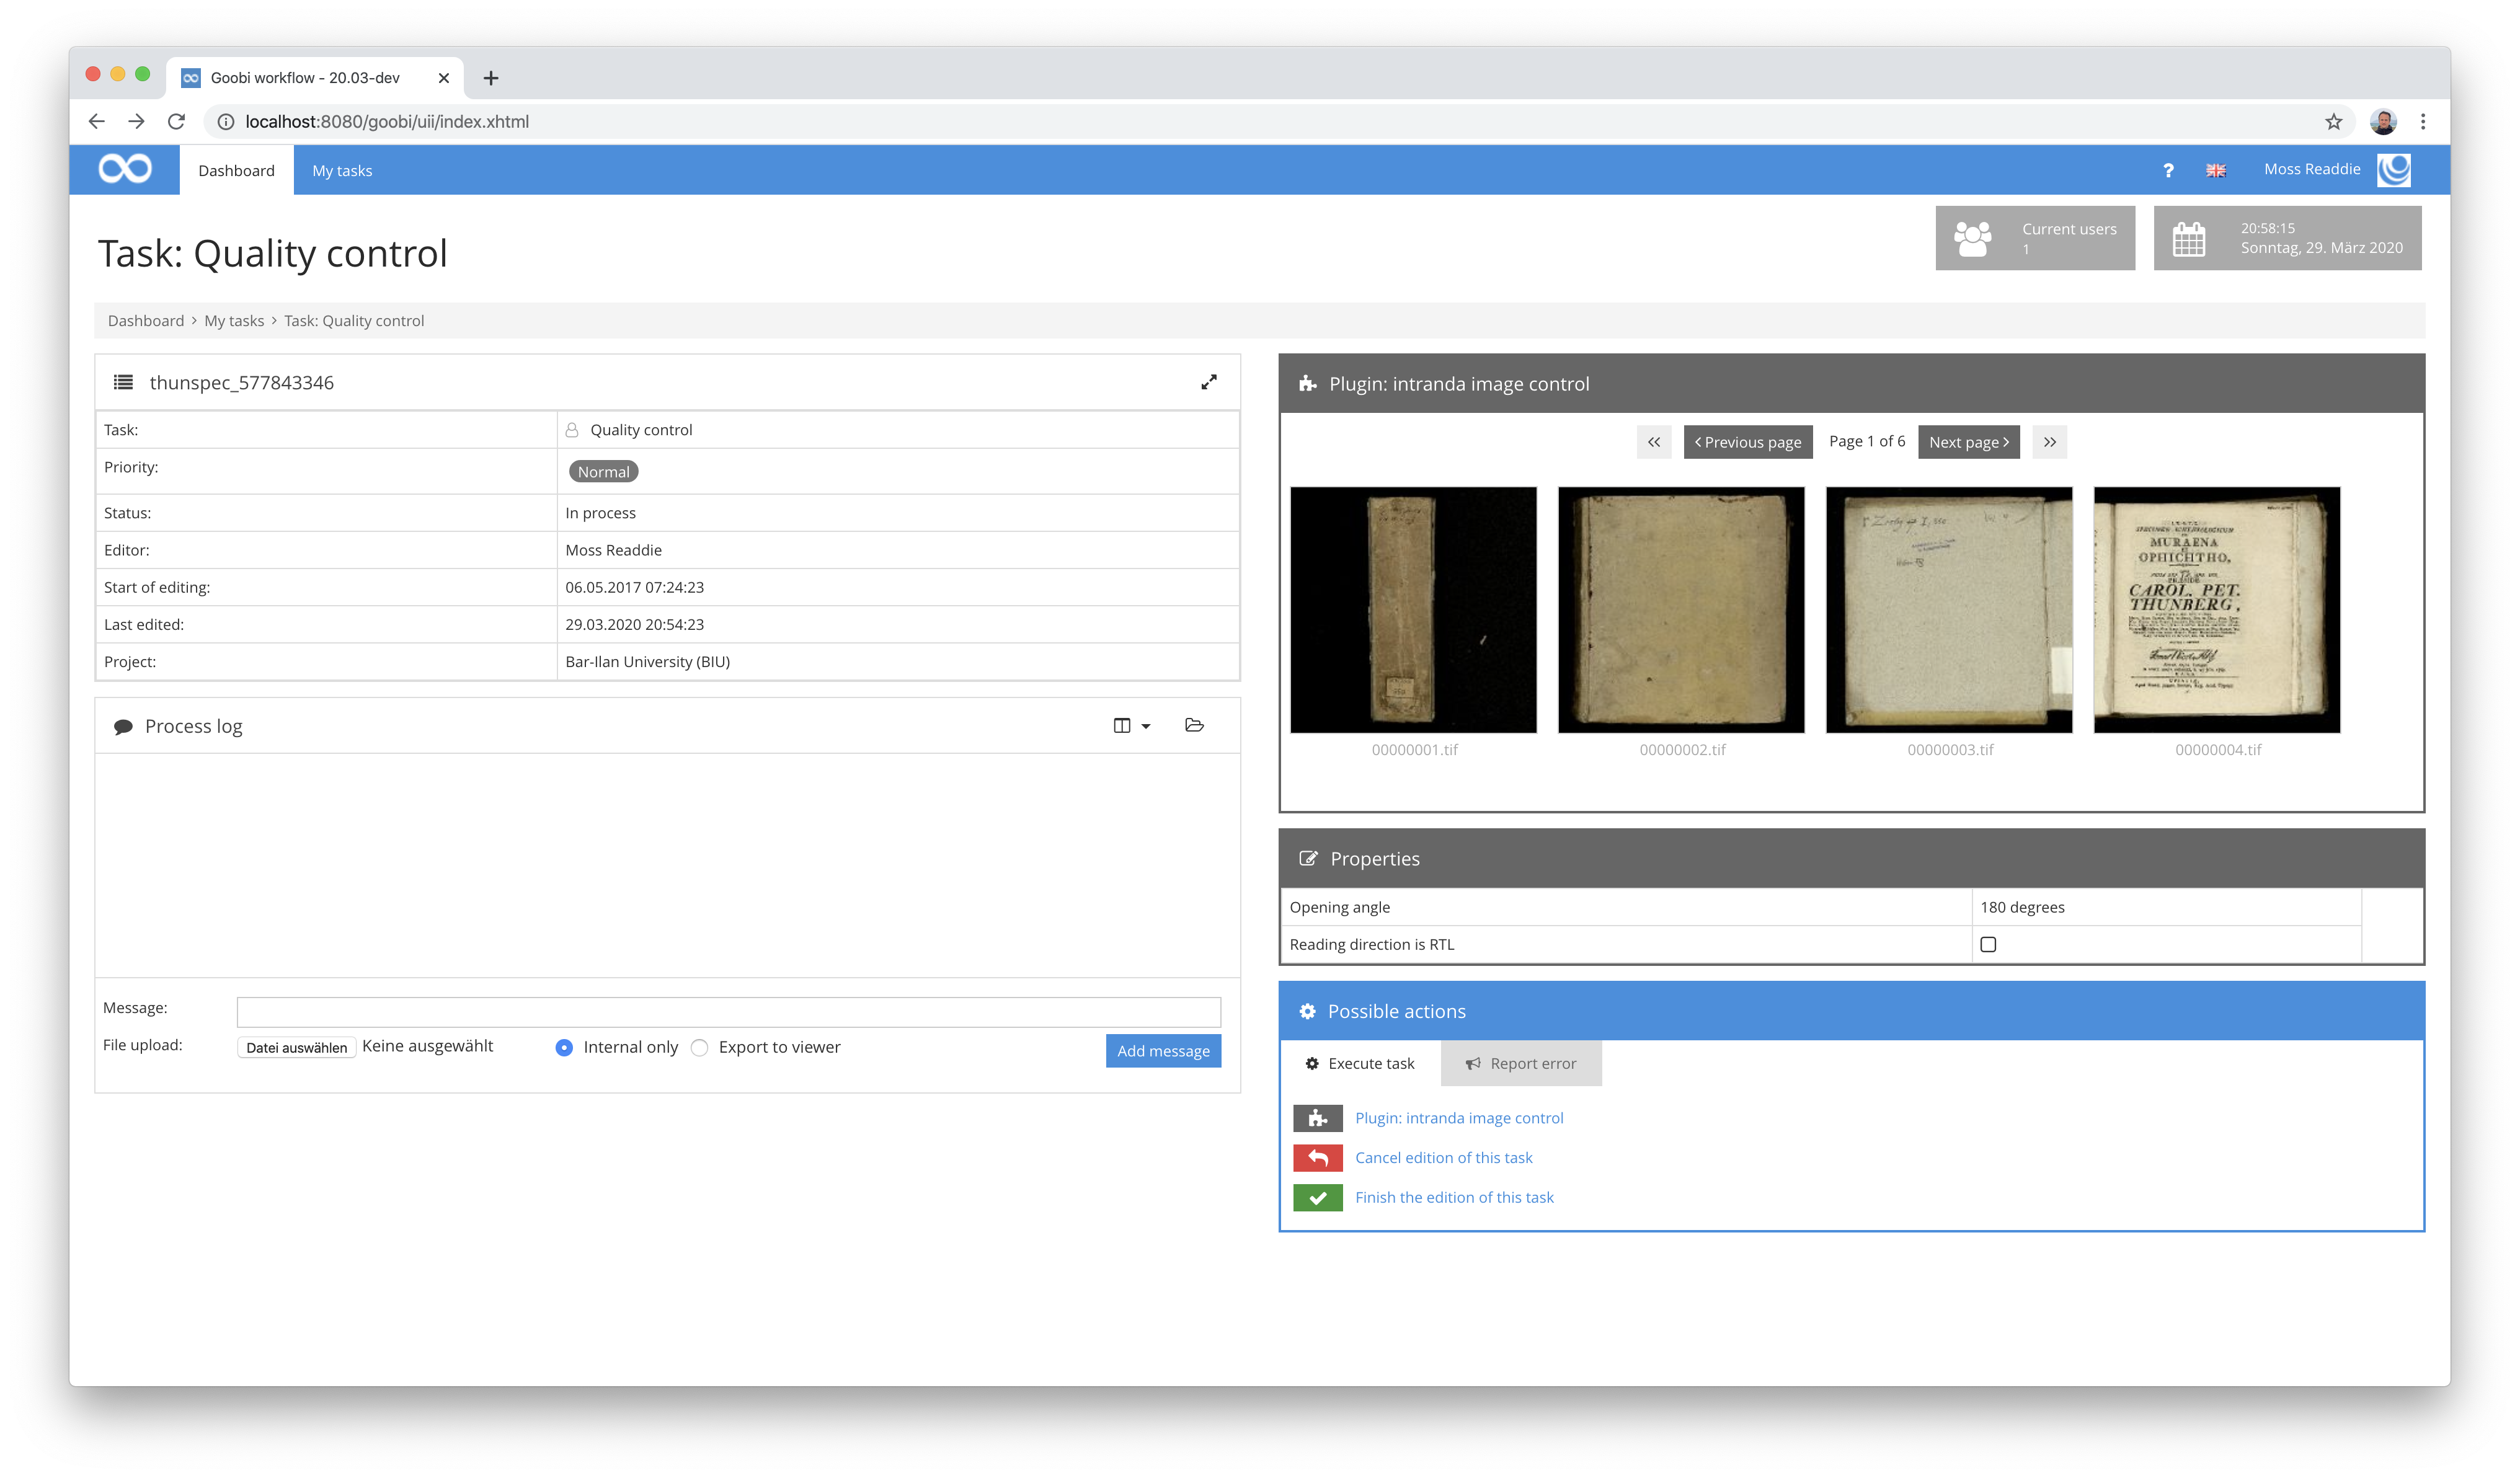 Goobi workflow - 20.03-dev
localhost:8080/goobi/uii/index.xhtml
Dashboard
My tasks
?
Moss Readdie
Task: Quality control
Current users
1
20:58:15
Sonntag, 29. März 2020
Dashboard › My tasks › Task: Quality control
thunspec_577843346
Task: Quality control
Priority: Normal
Status: In process
Editor: Moss Readdie
Start of editing: 06.05.2017 07:24:23
Last edited: 29.03.2020 20:54:23
Project: Bar-Ilan University (BIU)
Process log
Message:
File upload: Datei auswählen Keine ausgewählt Internal only Export to viewer Add message
Plugin: intranda image control
« ‹ Previous page Page 1 of 6 Next page › »
MURAENA
OPHICHTHO,
CAROL. PET.
THUNBERG,
00000001.tif 00000002.tif 00000003.tif 00000004.tif
Properties
Opening angle 180 degrees
Reading direction is RTL
Possible actions
Execute task Report error
Plugin: intranda image control
Cancel edition of this task
Finish the edition of this task